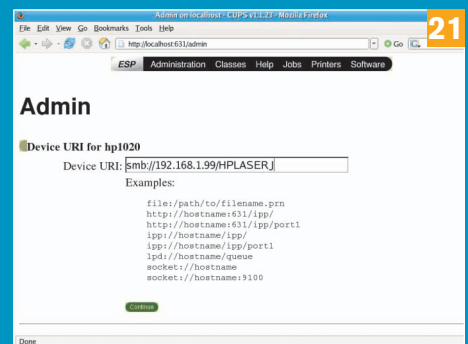 21
Admin on localhost - CUPS v1.1.23 - Mozilla Firefox
File Edit View Go Bookmarks Tools Help
http://localhost:631/admin Go
ESP Administration Classes Help Jobs Printers Software
Admin
Device URI for hp1020
Device URI: smb://192.168.1.99/HPLASERJ
Examples:
file:/path/to/filename.prn
http://hostname:631/ipp/
http://hostname:631/ipp/port1
ipp://hostname/ipp/
ipp://hostname/ipp/port1
lpd://hostname/queue
socket://hostname
socket://hostname:9100
Continue
Done